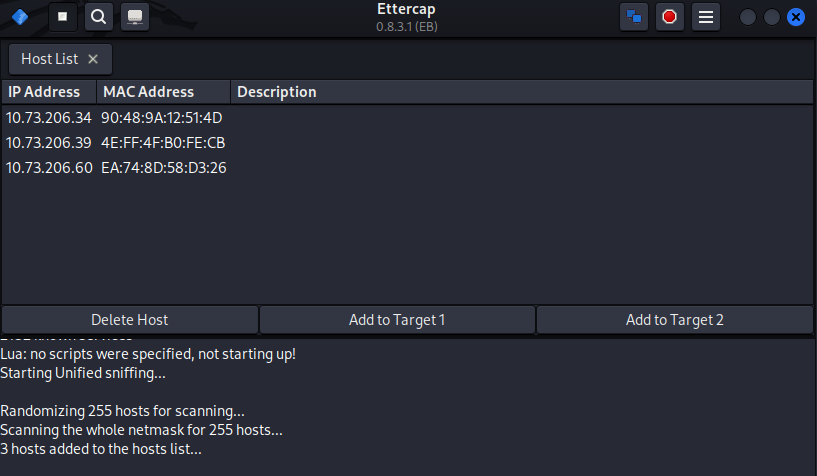 Ettercap
0.8.3.1 (EB)
Host List
IP Address MAC Address Description
10.73.206.34 90:48:9A:12:51:4D
10.73.206.39 4E:FF:4F:B0:FE:CB
10.73.206.60 EA:74:8D:58:D3:26
Delete Host Add to Target 1 Add to Target 2
Lua: no scripts were specified, not starting up!
Starting Unified sniffing...
Randomizing 255 hosts for scanning...
Scanning the whole netmask for 255 hosts...
3 hosts added to the hosts list...